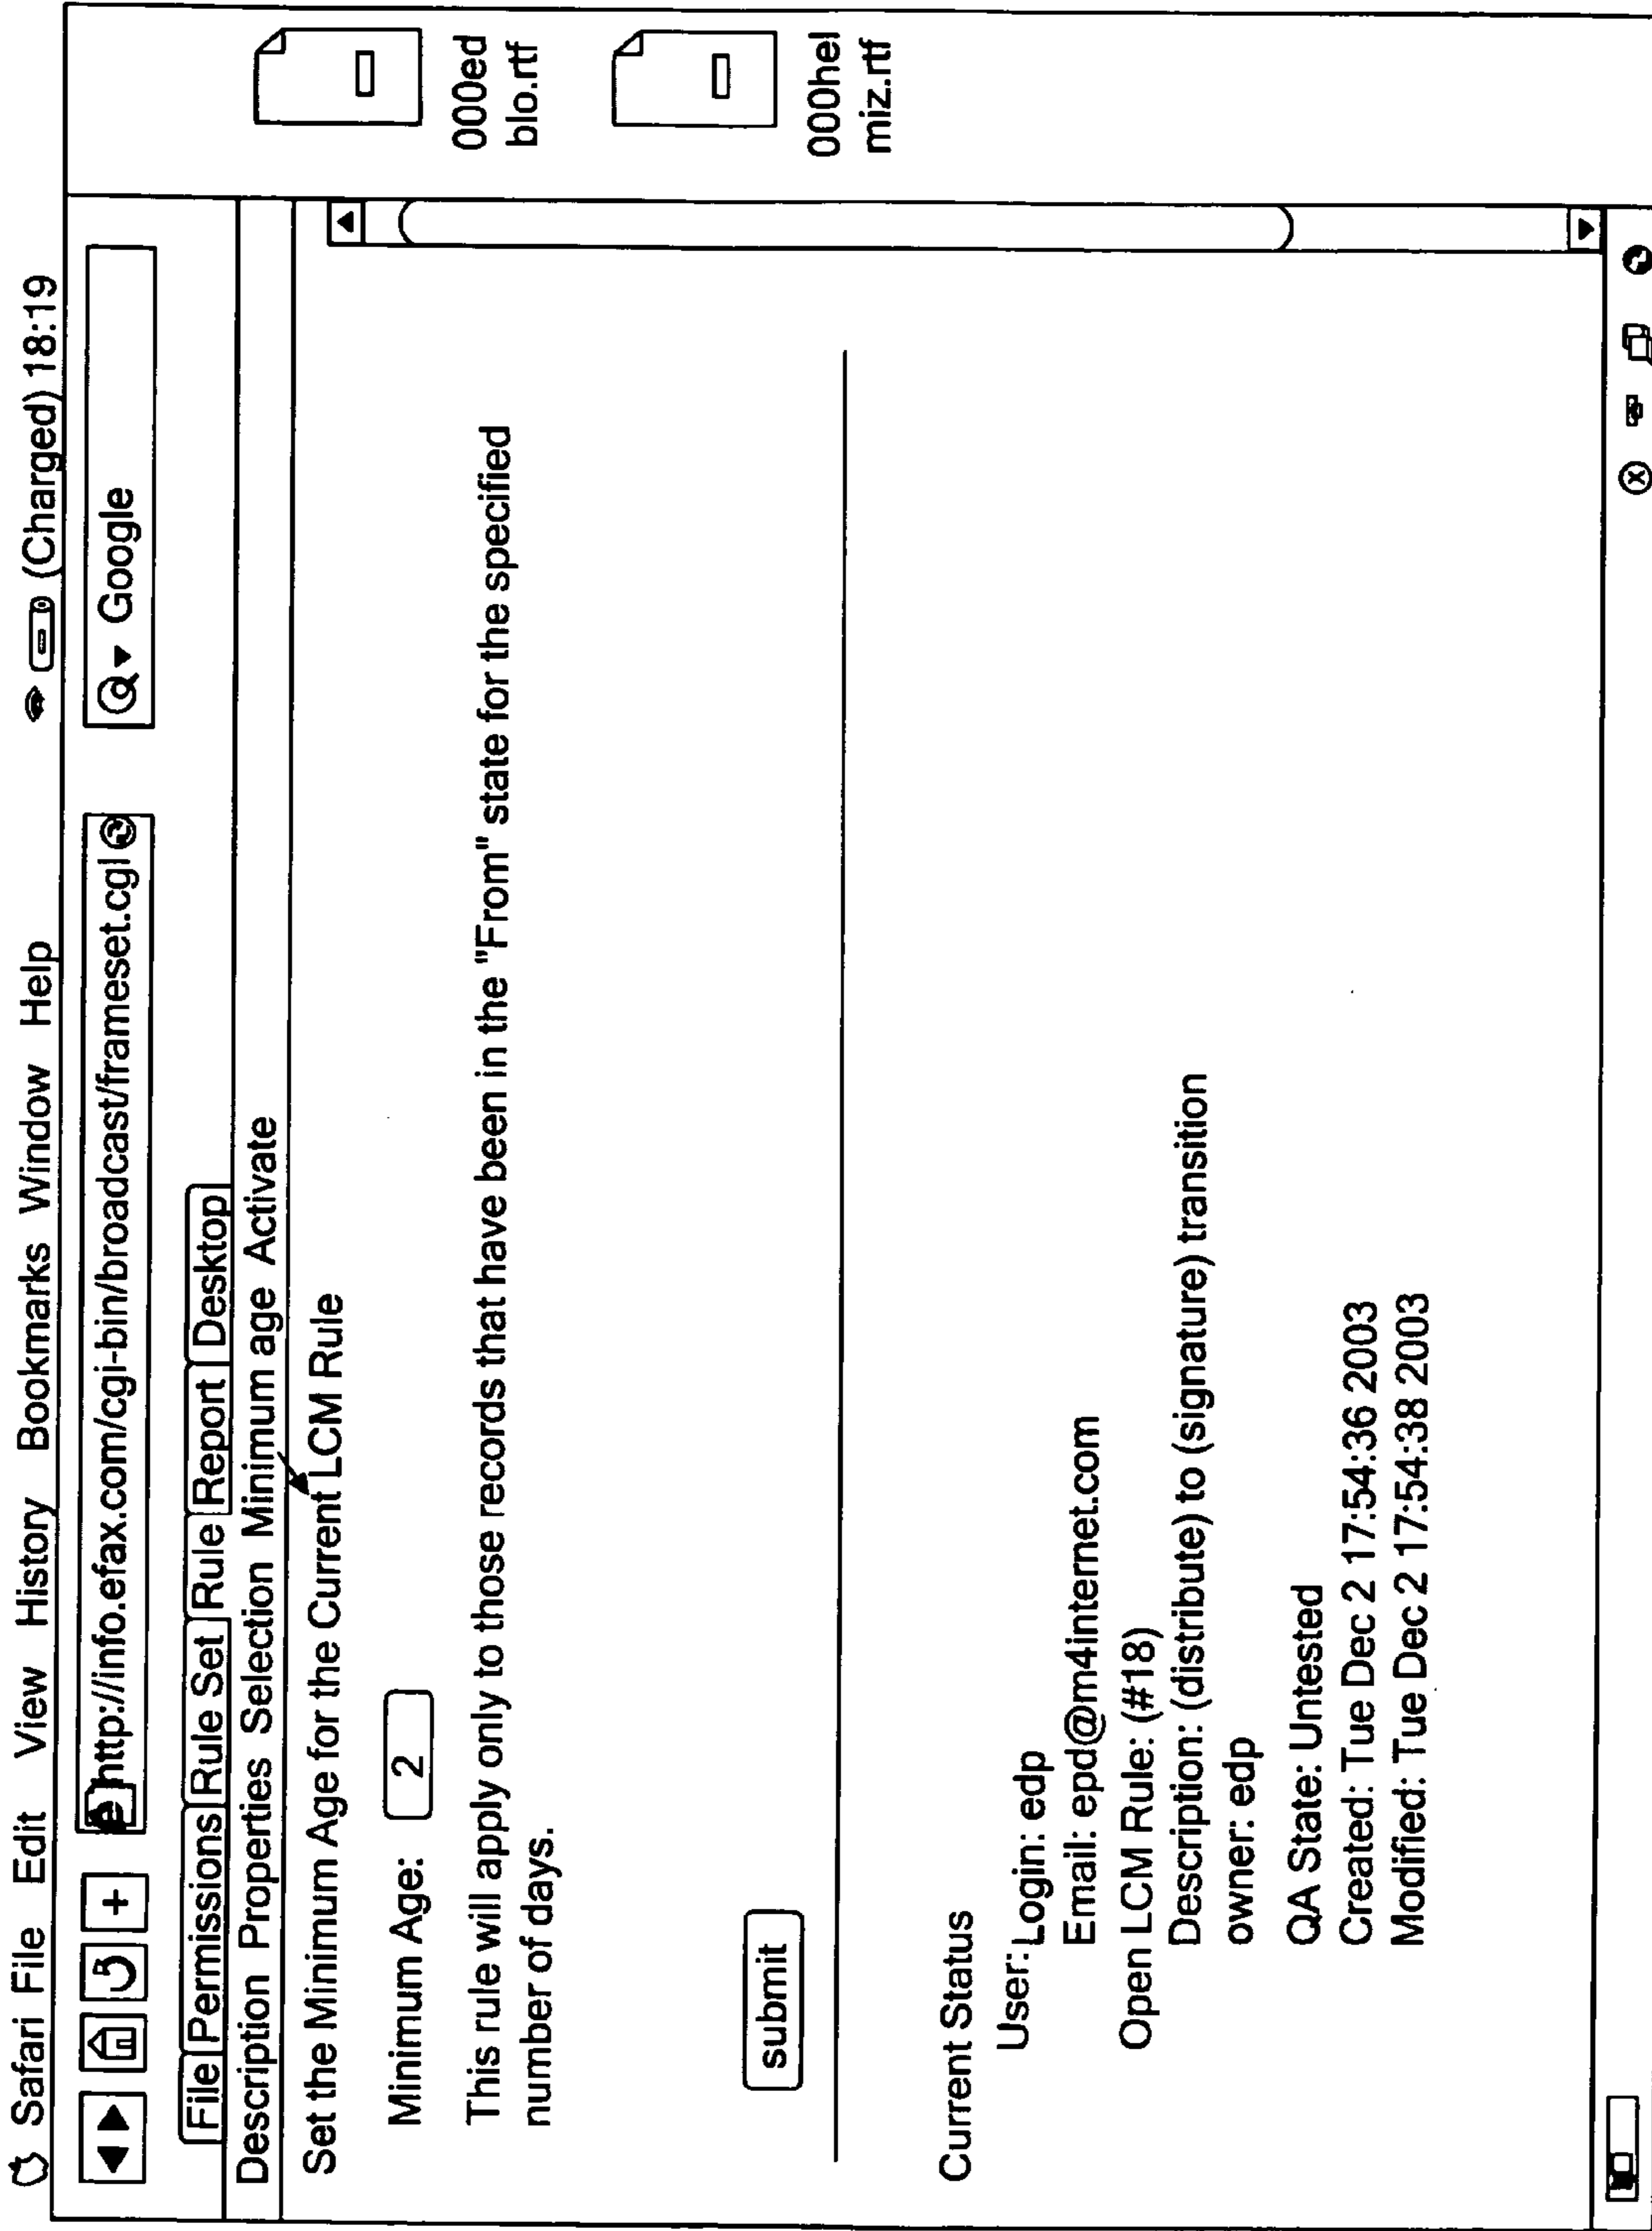 Safari File Edit View History Bookmarks Window Help (Charged) 18:19
http://info.efax.com/cgi-bin/broadcast/frameset.cgl
Google
File Permissions Rule Set Rule Report Desktop
Description Properties Selection Minimum age Activate
Set the Minimum Age for the Current LCM Rule
Minimum Age: 2
This rule will apply only to those records that have been in the "From" state for the specified
number of days.
submit
Current Status
User: Login: edp
Email: epd@m4internet.com
Open LCM Rule: (#18)
Description: (distribute) to (signature) transition
owner: edp
QA State: Untested
Created: Tue Dec 2 17:54:36 2003
Modified: Tue Dec 2 17:54:38 2003
000ed
blo.rtf
000hel
miz.rtf